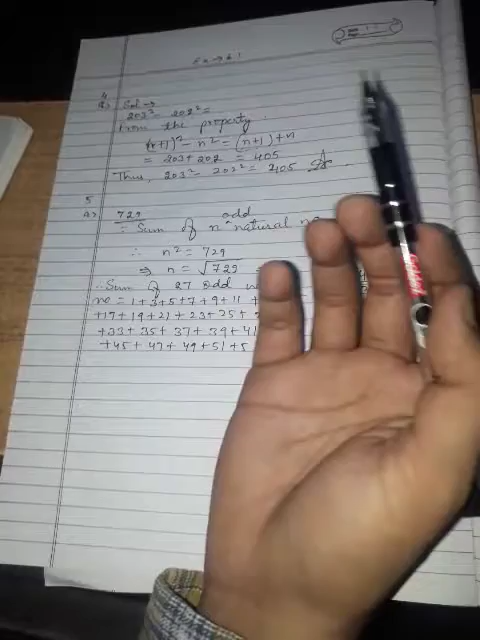 Ex → 6.1
4
a) Sol →
203² - 202² =
From the property
(n+1)² - n² = (n+1) + n
= 203 + 202 = 405
Thus, 203² - 202² = 405
5
a) 729
= Sum of n odd natural no
∴ n² = 729
⇒ n = √729 =
∴ Sum of 27 odd
no = 1+3+5+7+9+11 +
+17+19+21+23+25+
+33+35+37+39+41
+45+47+49+51+5